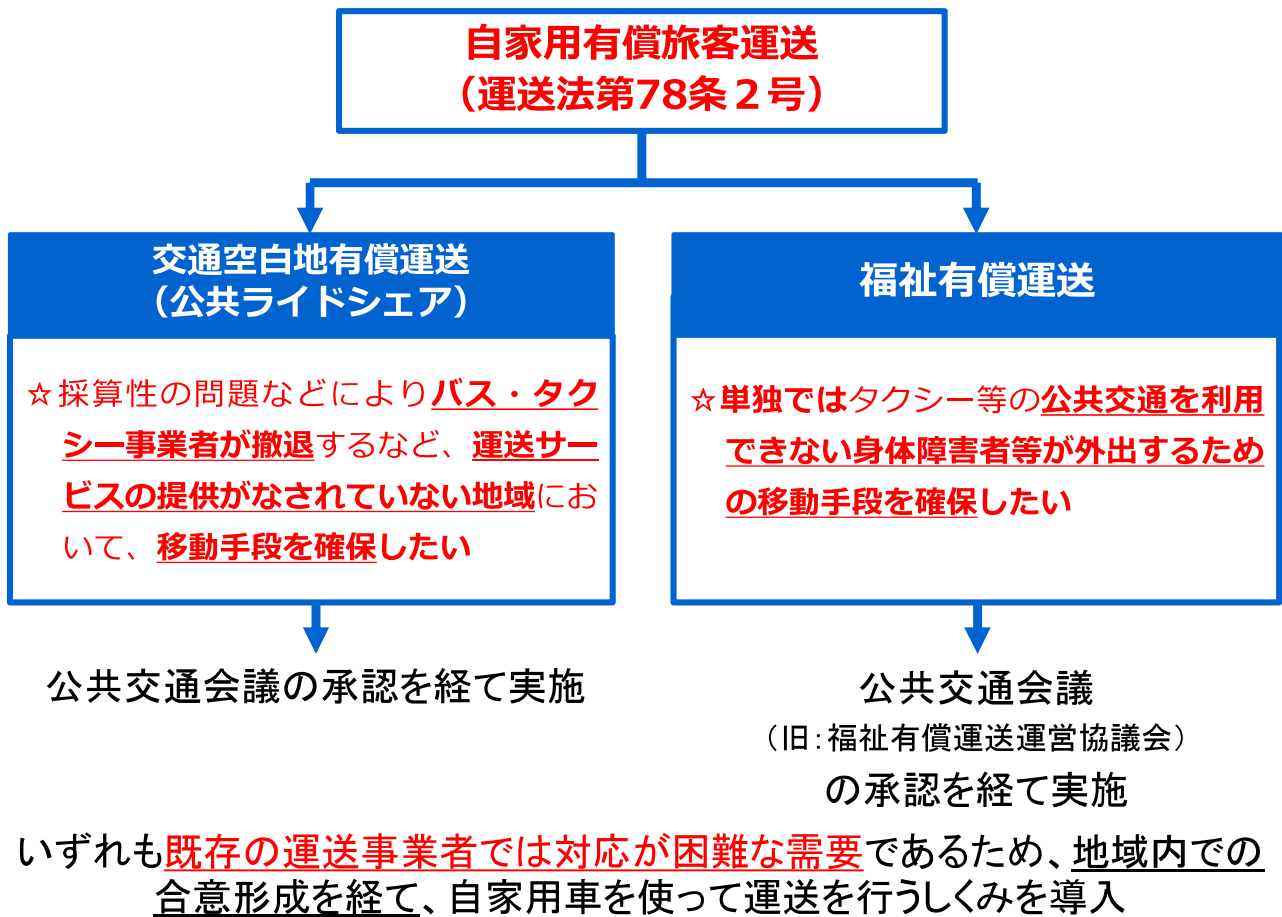 自家用有償旅客運送
（運送法第78条２号）
交通空白地有償運送
（公共ライドシェア）
☆採算性の問題などによりバス・タク
シー事業者が撤退するなど、運送サー
ビスの提供がなされていない地域にお
いて、移動手段を確保したい
公共交通会議の承認を経て実施
福祉有償運送
☆単独ではタクシー等の公共交通を利用
できない身体障害者等が外出するため
の移動手段を確保したい
公共交通会議
（旧：福祉有償運送運営協議会）
の承認を経て実施
いずれも既存の運送事業者では対応が困難な需要であるため、地域内での
合意形成を経て、自家用車を使って運送を行うしくみを導入